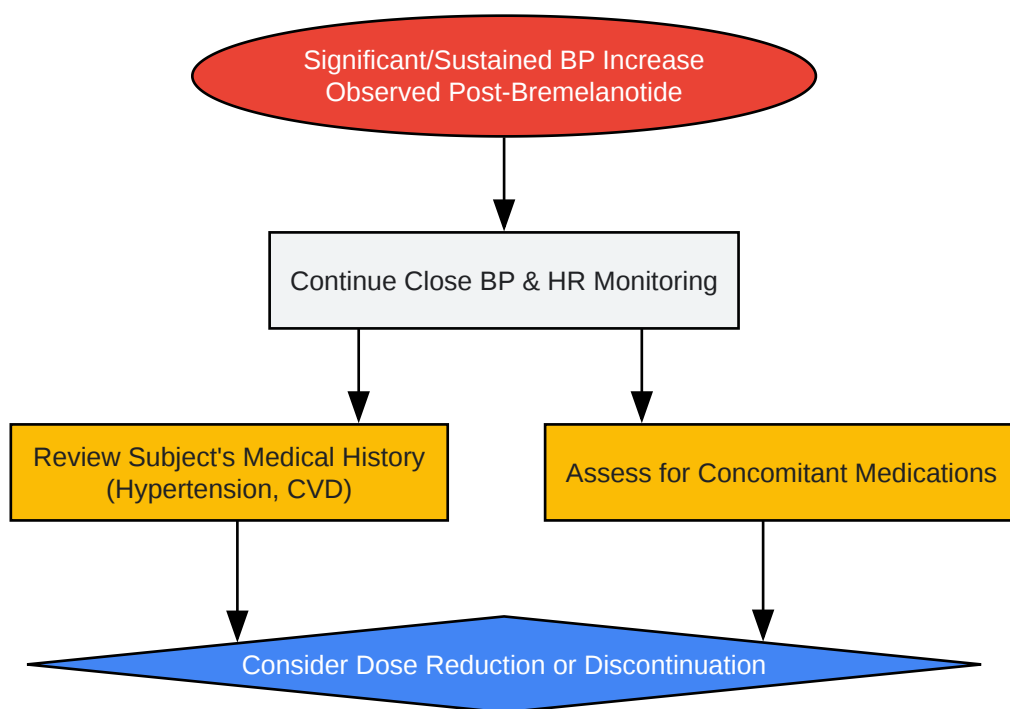 Significant/Sustained BP Increase
Observed Post-Bremelanotide
Continue Close BP & HR Monitoring
Review Subject's Medical History
(Hypertension, CVD)
Assess for Concomitant Medications
Consider Dose Reduction or Discontinuation